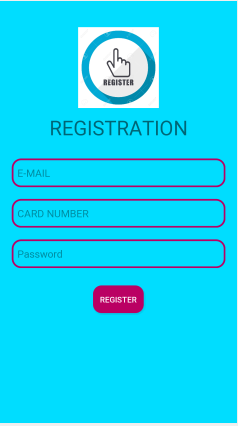 REGISTER
REGISTRATION
E-MAIL
CARD NUMBER
Password
REGISTER